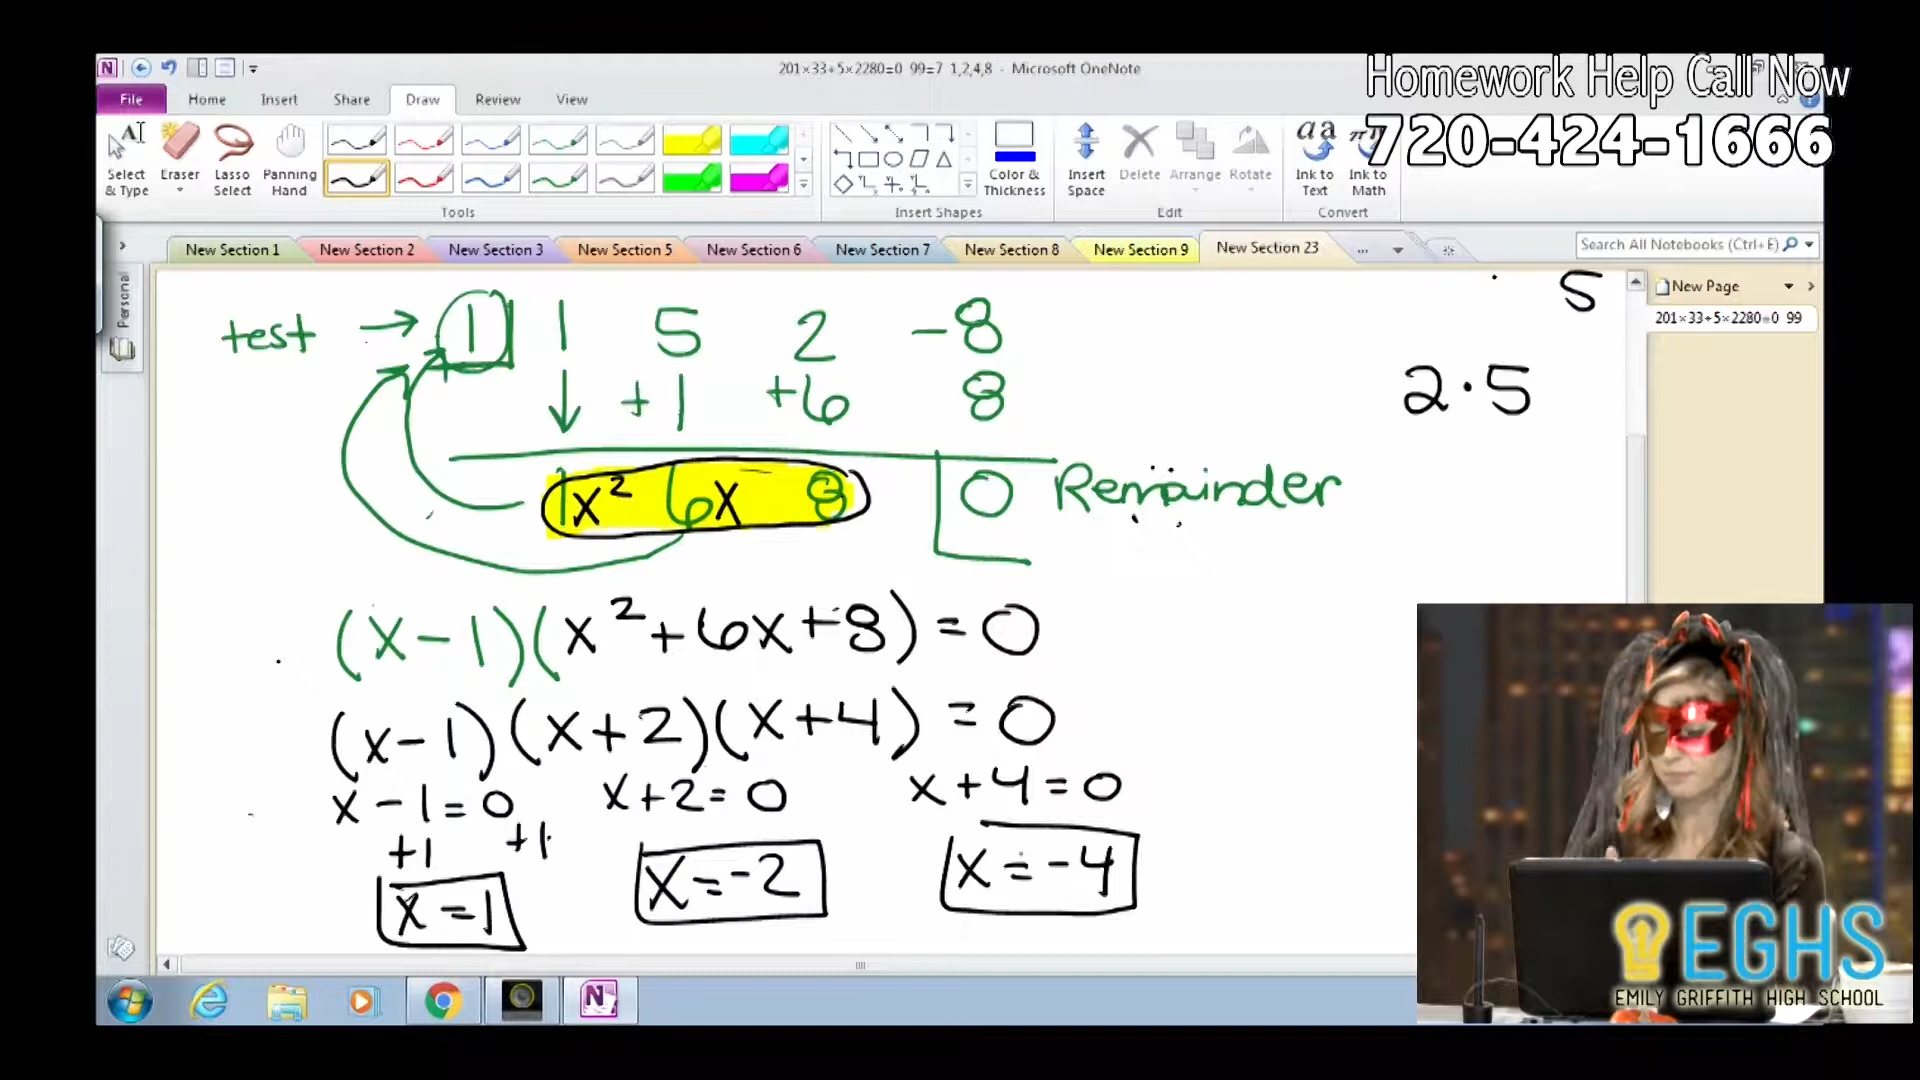 201×33+5×2280=0 99=7 1,2,4,8 - Microsoft OneNote
Homework Help Call Now
720-424-1666
File Home Insert Share Draw Review View
Select & Type
Eraser
Lasso Select
Panning Hand
Color & Thickness
Insert Space
Delete
Arrange
Rotate
Ink to Text
Ink to Math
Tools
Insert Shapes
Edit
Convert
New Section 1 New Section 2 New Section 3 New Section 5 New Section 6 New Section 7 New Section 8 New Section 9 New Section 23 ...
Search All Notebooks (Ctrl+E)
Personal
New Page
201×33+5×2280=0 99
5
test → 1 1 5 2 -8
+1 +6 8
2·5
1x² 6x 8 0 Remainder
(x-1)(x²+6x+8)=0
(x-1)(x+2)(x+4)=0
x-1=0 x+2=0 x+4=0
+1 +1
x=1 x=-2 x=-4
EGHS
EMILY GRIFFITH HIGH SCHOOL